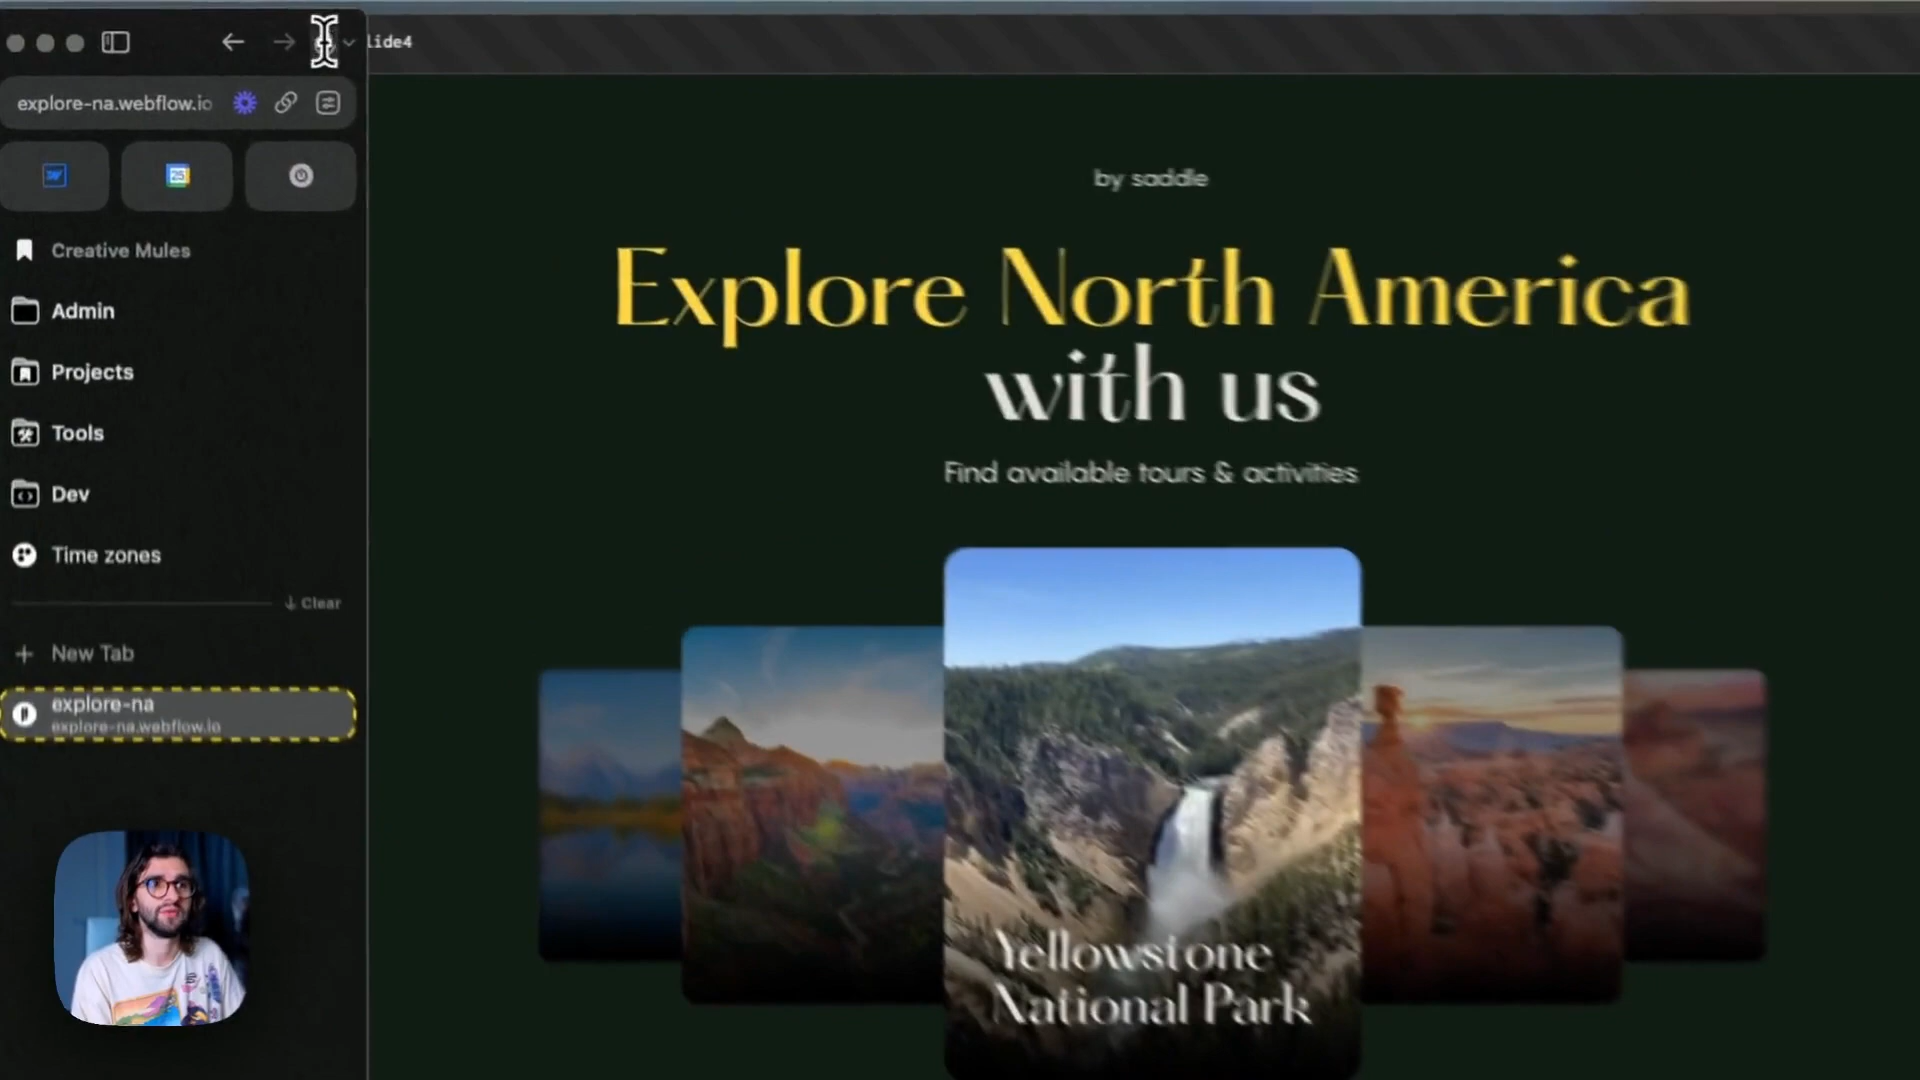 lide4
explore-na.webflow.io
25
Creative Mules
Admin
Projects
Tools
Dev
Time zones
Clear
New Tab
explore-na
explore-na.webflow.io
by saddle
Explore North America
with us
Find available tours & activities
Yellowstone
National Park